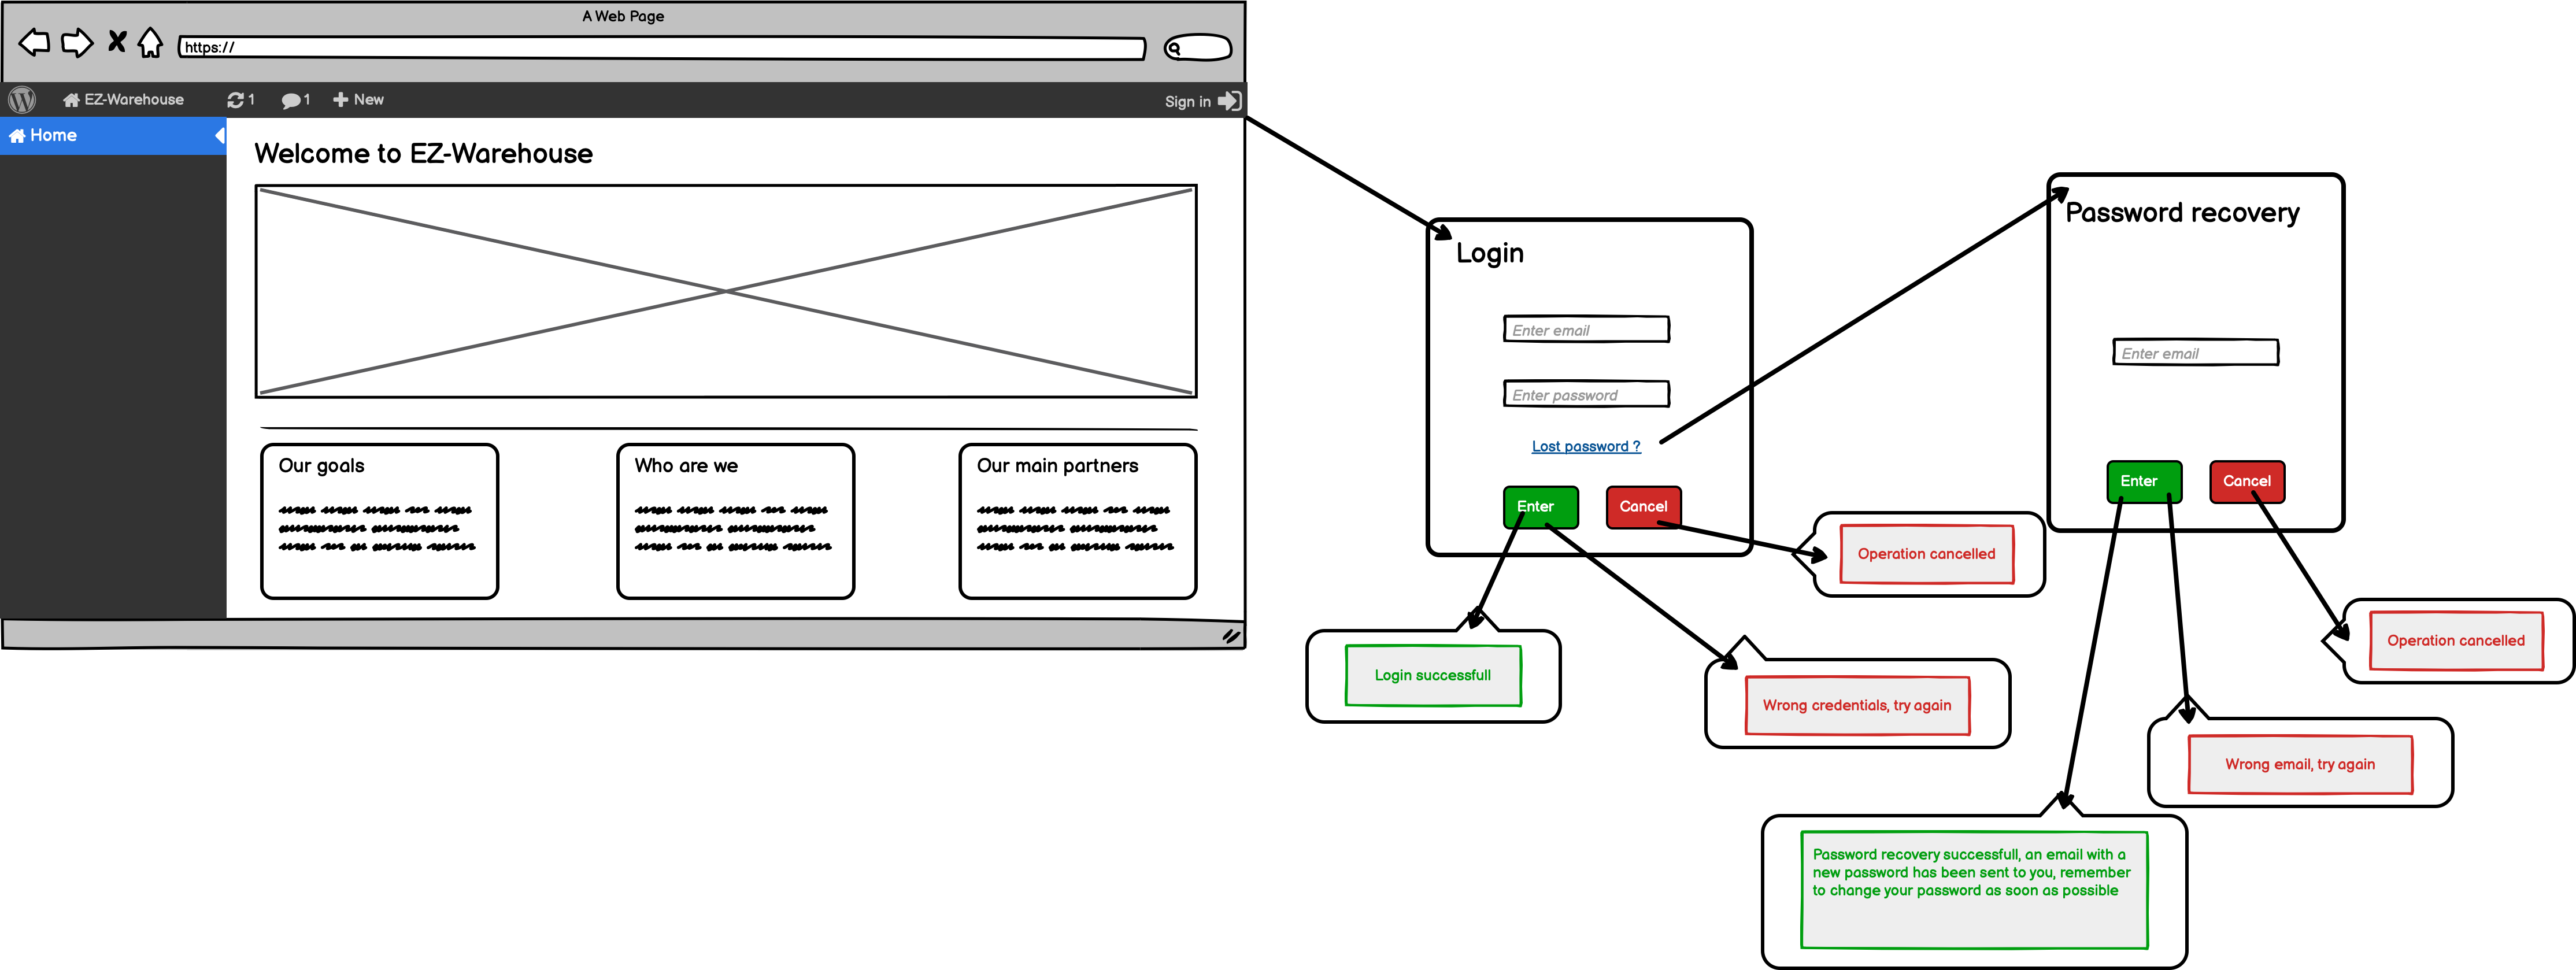 A Web Page
https://
EZ-Warehouse
1
1
New
Sign in
Home
Welcome to EZ-Warehouse
Our goals
Who are we
Our main partners
Login
Enter email
Enter password
Lost password ?
Enter
Cancel
Operation cancelled
Login successfull
Wrong credentials, try again
Password recovery
Enter email
Enter
Cancel
Operation cancelled
Wrong email, try again
Password recovery successfull, an email with a
new password has been sent to you, remember
to change your password as soon as possible